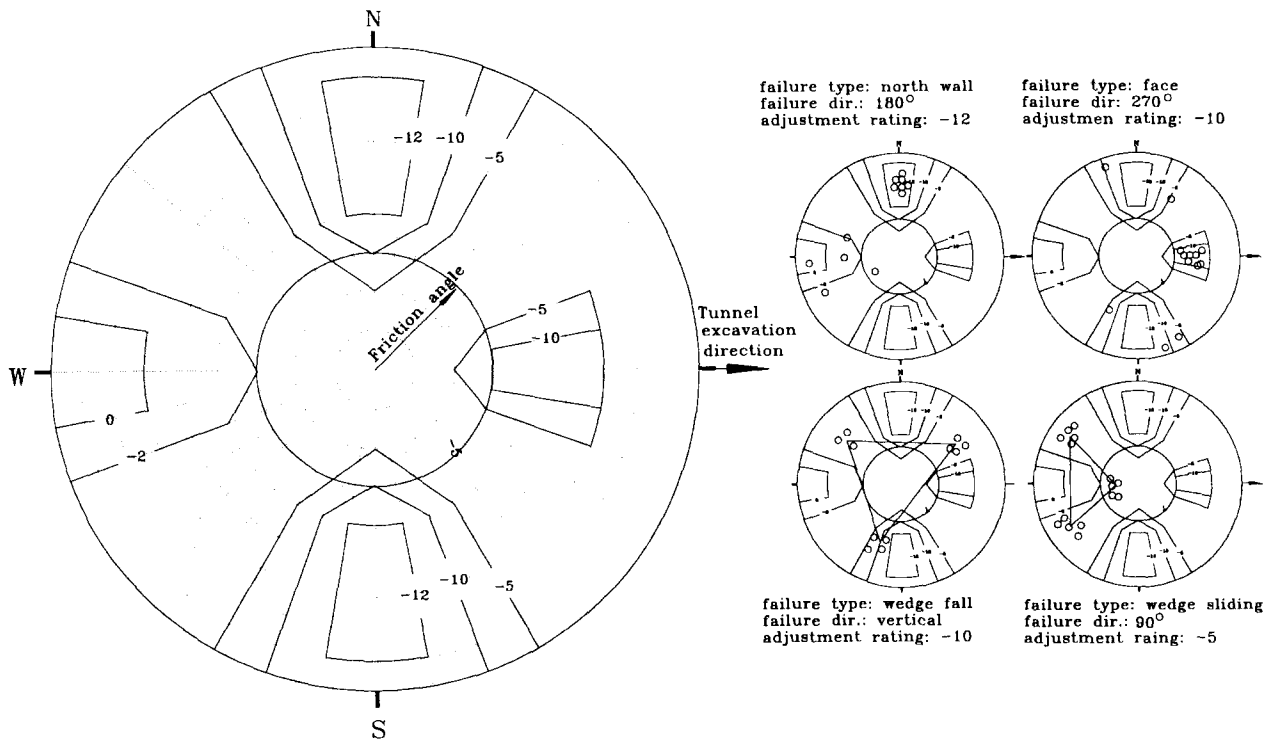 N
-12 -10
-5
Friction angle
-5
-10
Tunnel
excavation
direction
W
0
-2
-5
-12
-10
-5
S
failure type: north wall
failure dir.: 180°
adjustment rating: -12
failure type: face
failure dir: 270°
adjustmen rating: -10
N
N
N
N
failure type: wedge fall
failure dir.: vertical
adjustment rating: -10
failure type: wedge sliding
failure dir.: 90°
adjustment raing: -5